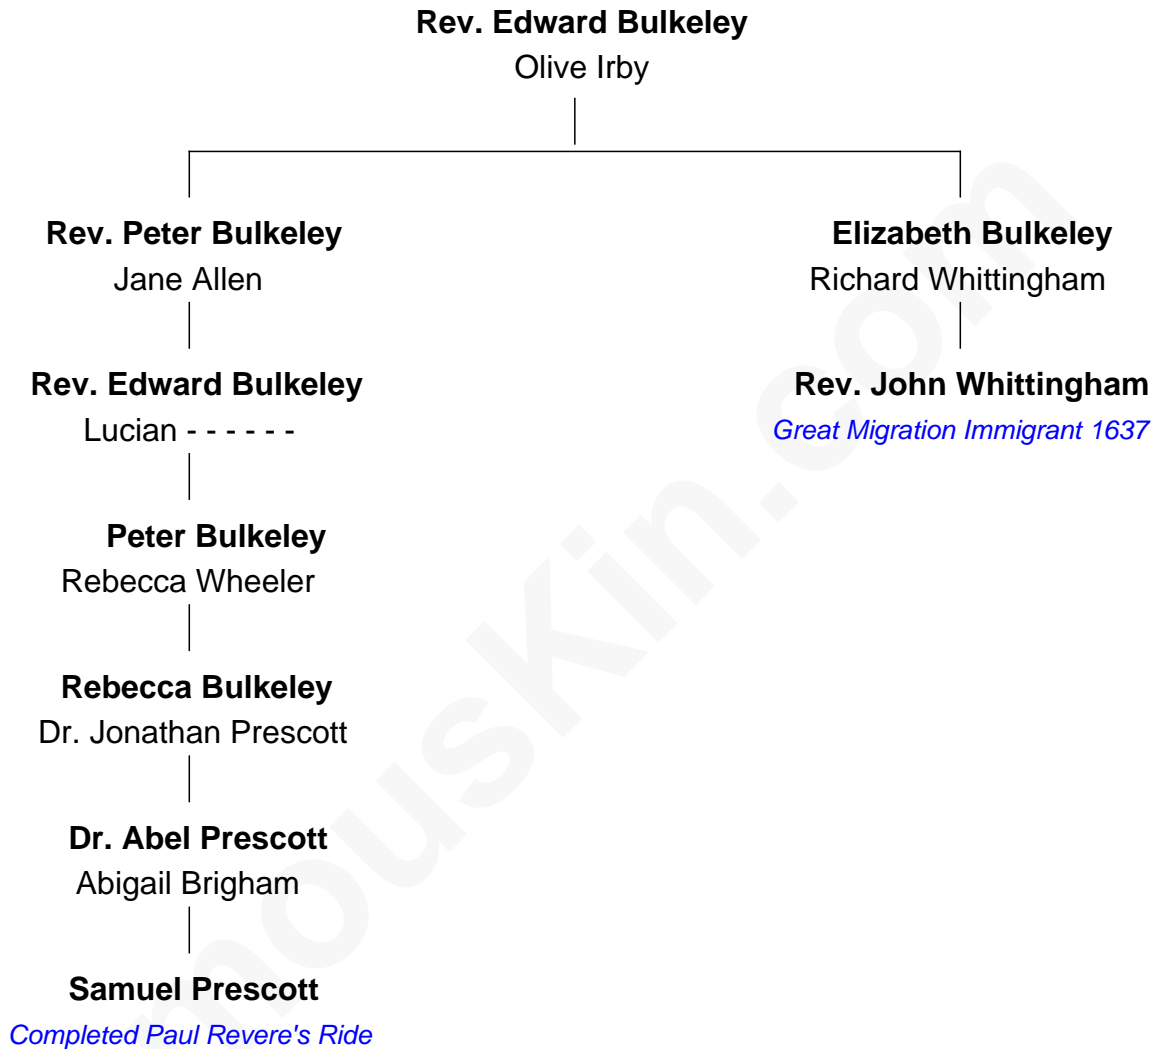 Rev. Edward Bulkeley
Olive Irby
Rev. Peter Bulkeley
Jane Allen
Elizabeth Bulkeley
Richard Whittingham
Rev. Edward Bulkeley
Lucian - - - - - -
Rev. John Whittingham
Great Migration Immigrant 1637
Peter Bulkeley
Rebecca Wheeler
Rebecca Bulkeley
Dr. Jonathan Prescott
Dr. Abel Prescott
Abigail Brigham
Samuel Prescott
Completed Paul Revere's Ride
mousKin.com